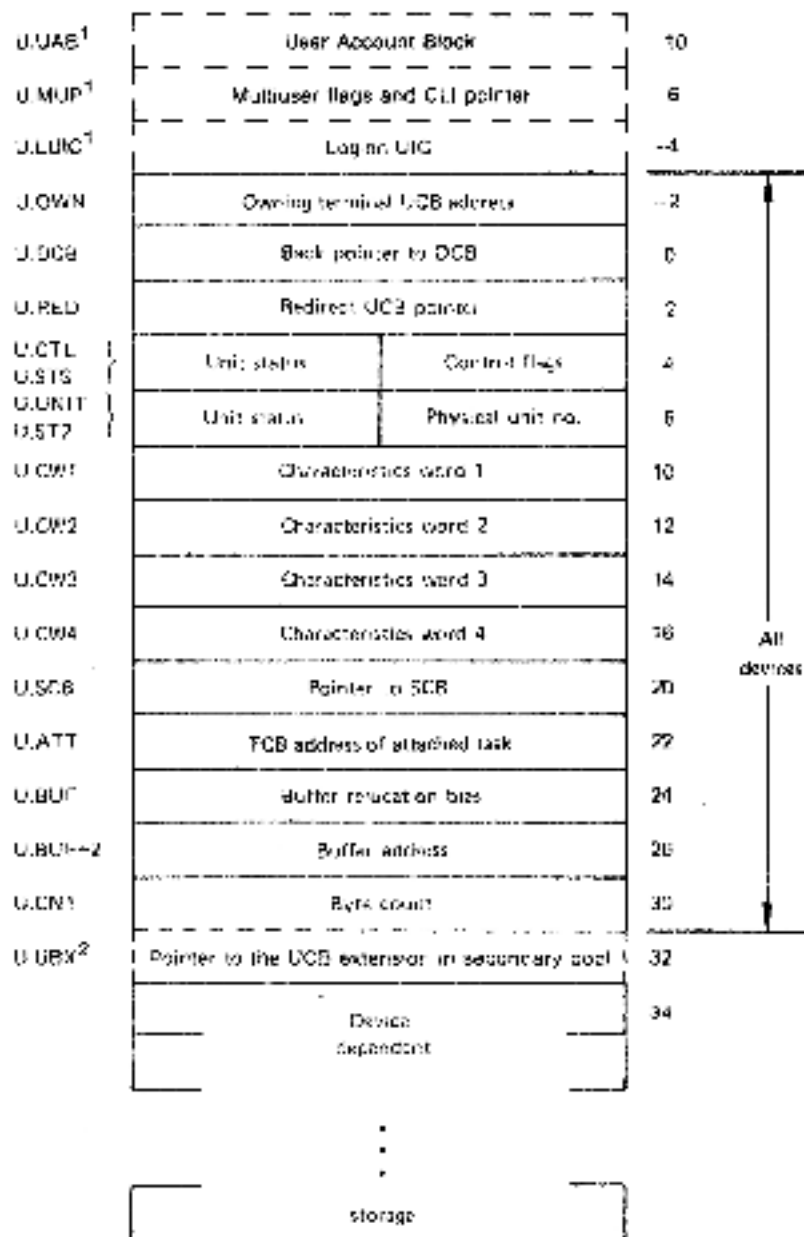 U.UAB¹ User Account Block 10
U.MUP¹ Multiuser flags and CLI pointer 6
U.LUIC¹ Logon UIC -4
U.OWN Owning terminal UCB address -2
U.DCB Back pointer to DCB 0
U.RED Redirect UCB pointer 2
U.CTL
U.STS Unit status Control flags 4
U.UNIT
U.ST2 Unit status Physical unit no. 6
U.CW1 Characteristics word 1 10
U.CW2 Characteristics word 2 12
U.CW3 Characteristics word 3 14
U.CW4 Characteristics word 4 16
All
devices
U.SCB Pointer to SCB 20
U.ATT TCB address of attached task 22
U.BUF Buffer relocation bias 24
U.BUF+2 Buffer address 26
U.CNT Byte count 30
U.UBX² Pointer to the UCB extension in secondary pool 32
Device 34
dependent
storage